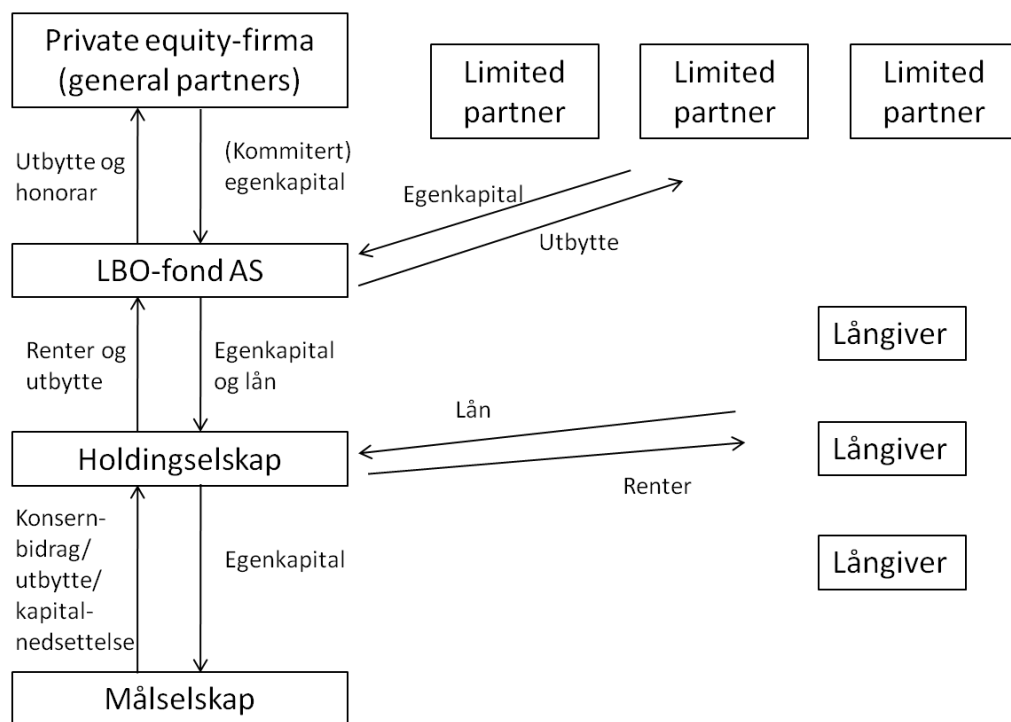 Private equity-firma
(general partners)
Limited
partner
Limited
partner
Limited
partner
Utbytte og
honorar
(Kommitert)
egenkapital
Egenkapital
Utbytte
LBO-fond AS
Långiver
Renter og
utbytte
Egenkapital
og lån
Lån
Holdingselskap
Långiver
Renter
Konsern-
bidrag/
utbytte/
kapital-
nedsettelse
Egenkapital
Långiver
Målselskap